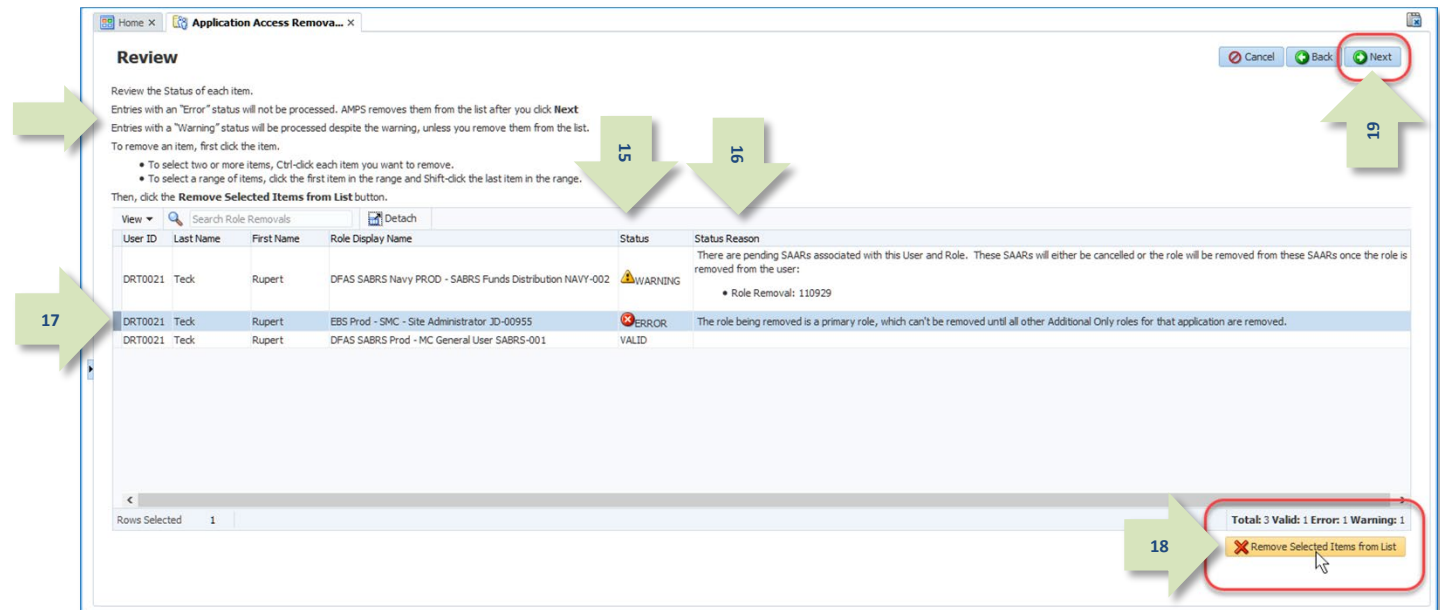 Home ×
Application Access Remova... ×
Review
Cancel
Back
Next
Review the Status of each item.
Entries with an "Error" status will not be processed. AMPS removes them from the list after you click Next
Entries with a "Warning" status will be processed despite the warning, unless you remove them from the list.
To remove an item, first click the item.
• To select two or more items, Ctrl-click each item you want to remove.
• To select a range of items, click the first item in the range and Shift-click the last item in the range.
Then, click the Remove Selected Items from List button.
15
16
19
View
Search Role Removals
Detach
User ID Last Name First Name Role Display Name Status Status Reason
DRT0021 Teck Rupert DFAS SABRS Navy PROD - SABRS Funds Distribution NAVY-002 WARNING
There are pending SAARs associated with this User and Role. These SAARs will either be cancelled or the role will be removed from these SAARs once the role is
removed from the user:
• Role Removal: 110929
17
DRT0021 Teck Rupert EBS Prod - SMC - Site Administrator JD-00955 ERROR The role being removed is a primary role, which can't be removed until all other Additional Only roles for that application are removed.
DRT0021 Teck Rupert DFAS SABRS Prod - MC General User SABRS-001 VALID
Rows Selected 1
Total: 3 Valid: 1 Error: 1 Warning: 1
18
Remove Selected Items from List